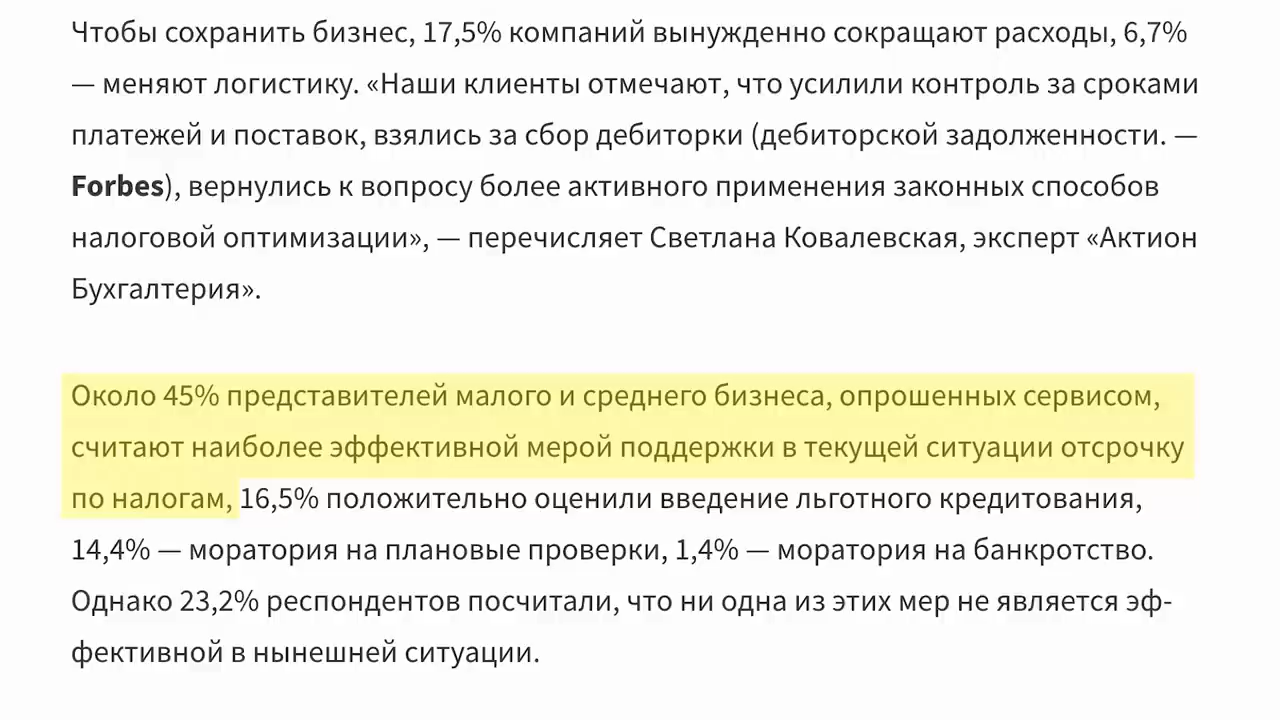 Чтобы сохранить бизнес, 17,5% компаний вынужденно сокращают расходы, 6,7%
— меняют логистику. «Наши клиенты отмечают, что усилили контроль за сроками
платежей и поставок, взялись за сбор дебиторки (дебиторской задолженности. —
Forbes), вернулись к вопросу более активного применения законных способов
налоговой оптимизации», — перечисляет Светлана Ковалевская, эксперт «Актион
Бухгалтерия».
Около 45% представителей малого и среднего бизнеса, опрошенных сервисом,
считают наиболее эффективной мерой поддержки в текущей ситуации отсрочку
по налогам, 16,5% положительно оценили введение льготного кредитования,
14,4% — моратория на плановые проверки, 1,4% — моратория на банкротство.
Однако 23,2% респондентов посчитали, что ни одна из этих мер не является эф-
фективной в нынешней ситуации.